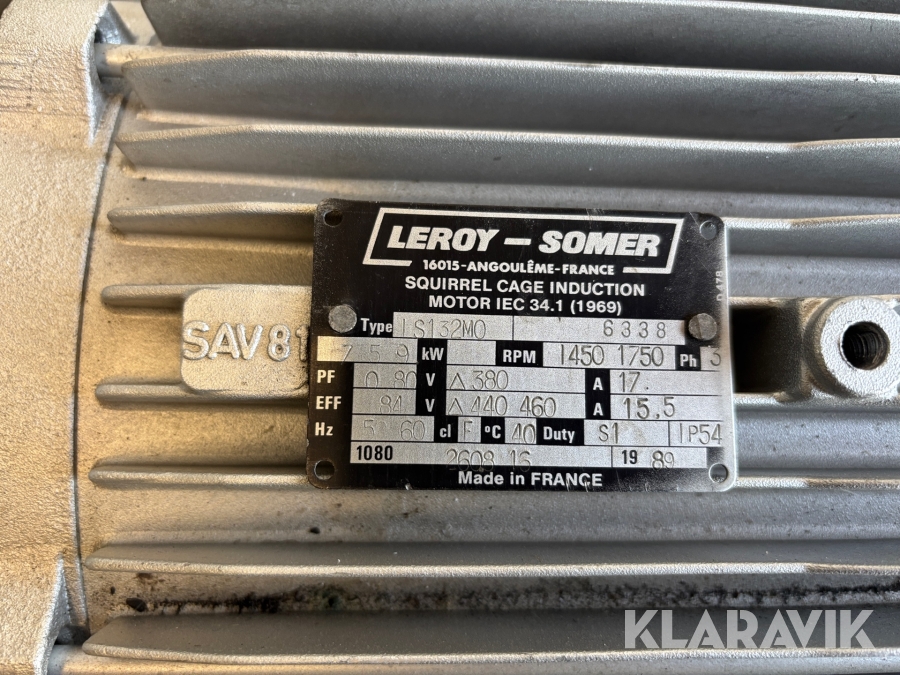 LEROY-SOMER
16015-ANGOULÊME-FRANCE
SQUIRREL CAGE INDUCTION
MOTOR IEC 34.1 (1969)
D478
Type LS132MO 6338
SAV81
7.5 9 kW RPM 1450 1750 Ph 3
PF 0.80 V △380 A 17.
EFF 84 V △440 460 A 15,5
Hz 50 60 cl F °C 40 Duty S1 IP54
1080 2608 16 19 89
Made in FRANCE
KLARAVIK